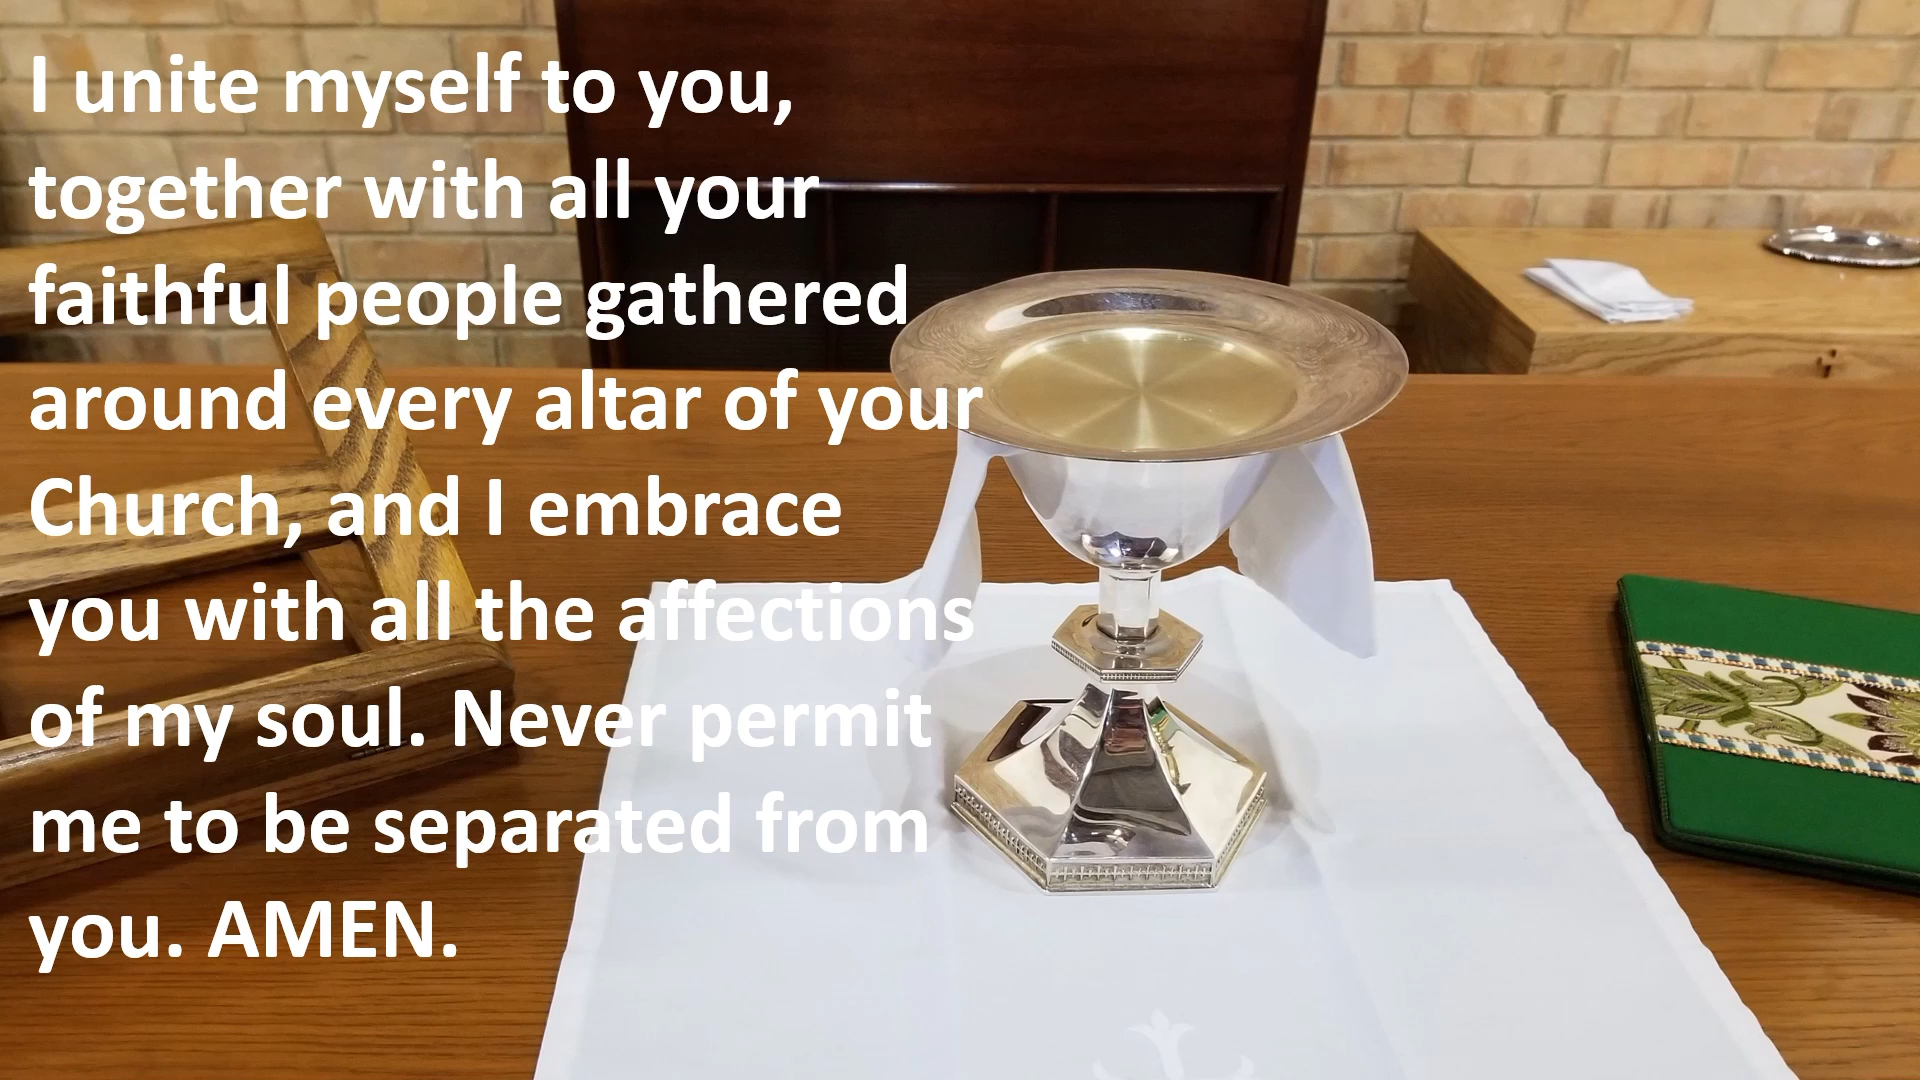 I unite myself to you,
together with all your
faithful people gathered
around every altar of your
Church, and I embrace
you with all the affections
of my soul. Never permit
me to be separated from
you. AMEN.